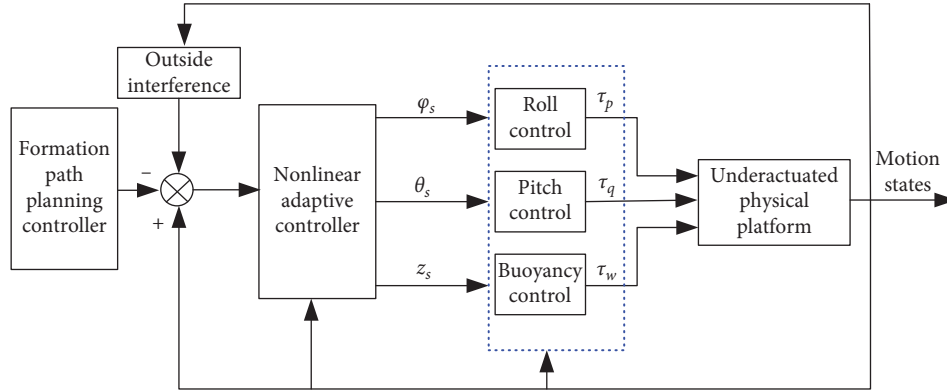 Outside
interference
Formation
path
planning
controller
−
+
Nonlinear
adaptive
controller
φs
θs
zs
Roll
control
Pitch
control
Buoyancy
control
τp
τq
τw
Underactuated
physical
platform
Motion
states